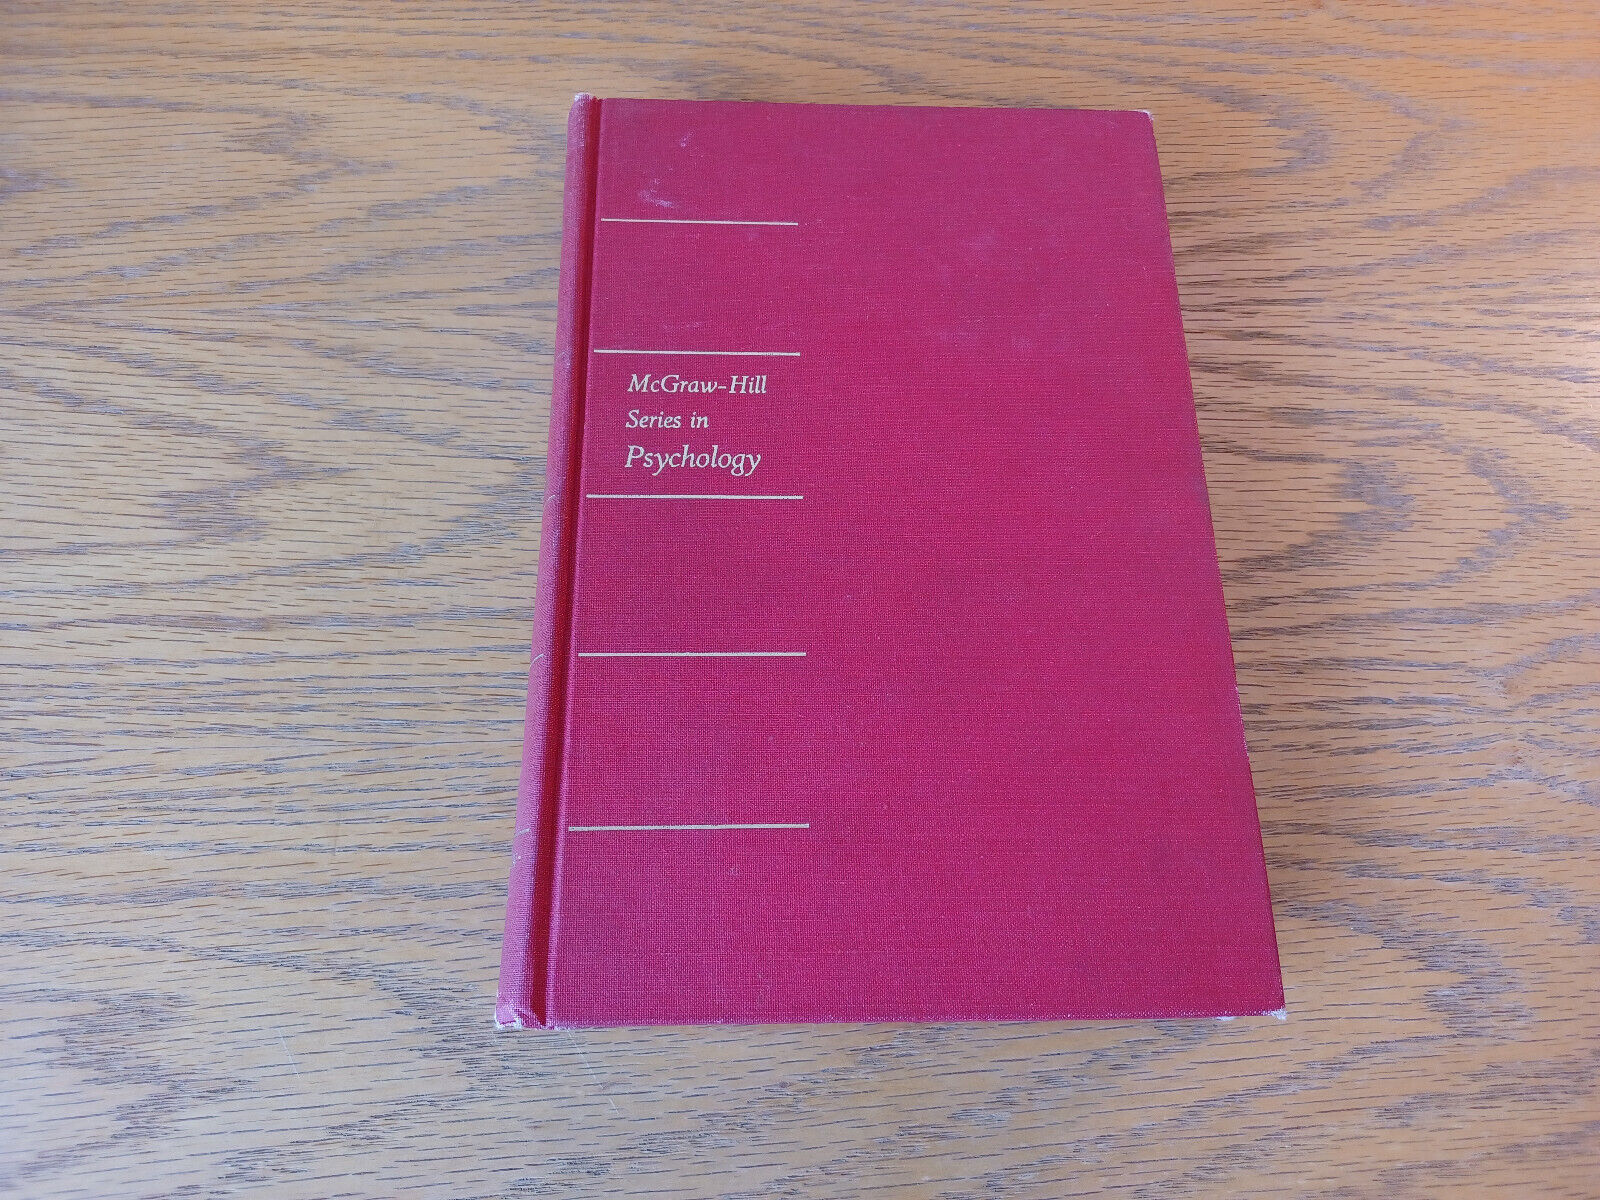 McGraw-Hill
Series in
Psychology